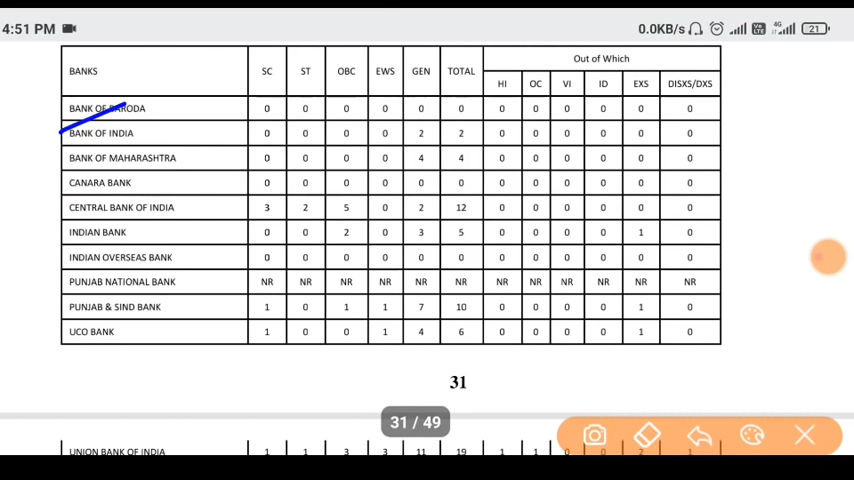 4:51 PM 0.0KB/s 4G 21
Out of Which
BANKS SC ST OBC EWS GEN TOTAL
HI OC VI ID EXS DISXS/DXS
BANK OF BARODA 0 0 0 0 0 0 0 0 0 0 0 0
BANK OF INDIA 0 0 0 0 2 2 0 0 0 0 0 0
BANK OF MAHARASHTRA 0 0 0 0 4 4 0 0 0 0 0 0
CANARA BANK 0 0 0 0 0 0 0 0 0 0 0 0
CENTRAL BANK OF INDIA 3 2 5 0 2 12 0 0 0 0 0 0
INDIAN BANK 0 0 2 0 3 5 0 0 0 0 1 0
INDIAN OVERSEAS BANK 0 0 0 0 0 0 0 0 0 0 0 0
PUNJAB NATIONAL BANK NR NR NR NR NR NR NR NR NR NR NR NR
PUNJAB & SIND BANK 1 0 1 1 7 10 0 0 0 0 1 0
UCO BANK 1 0 0 1 4 6 0 0 0 0 1 0
31
31 / 49
UNION BANK OF INDIA 1 1 3 3 11 19 1 1 0 0 2 1